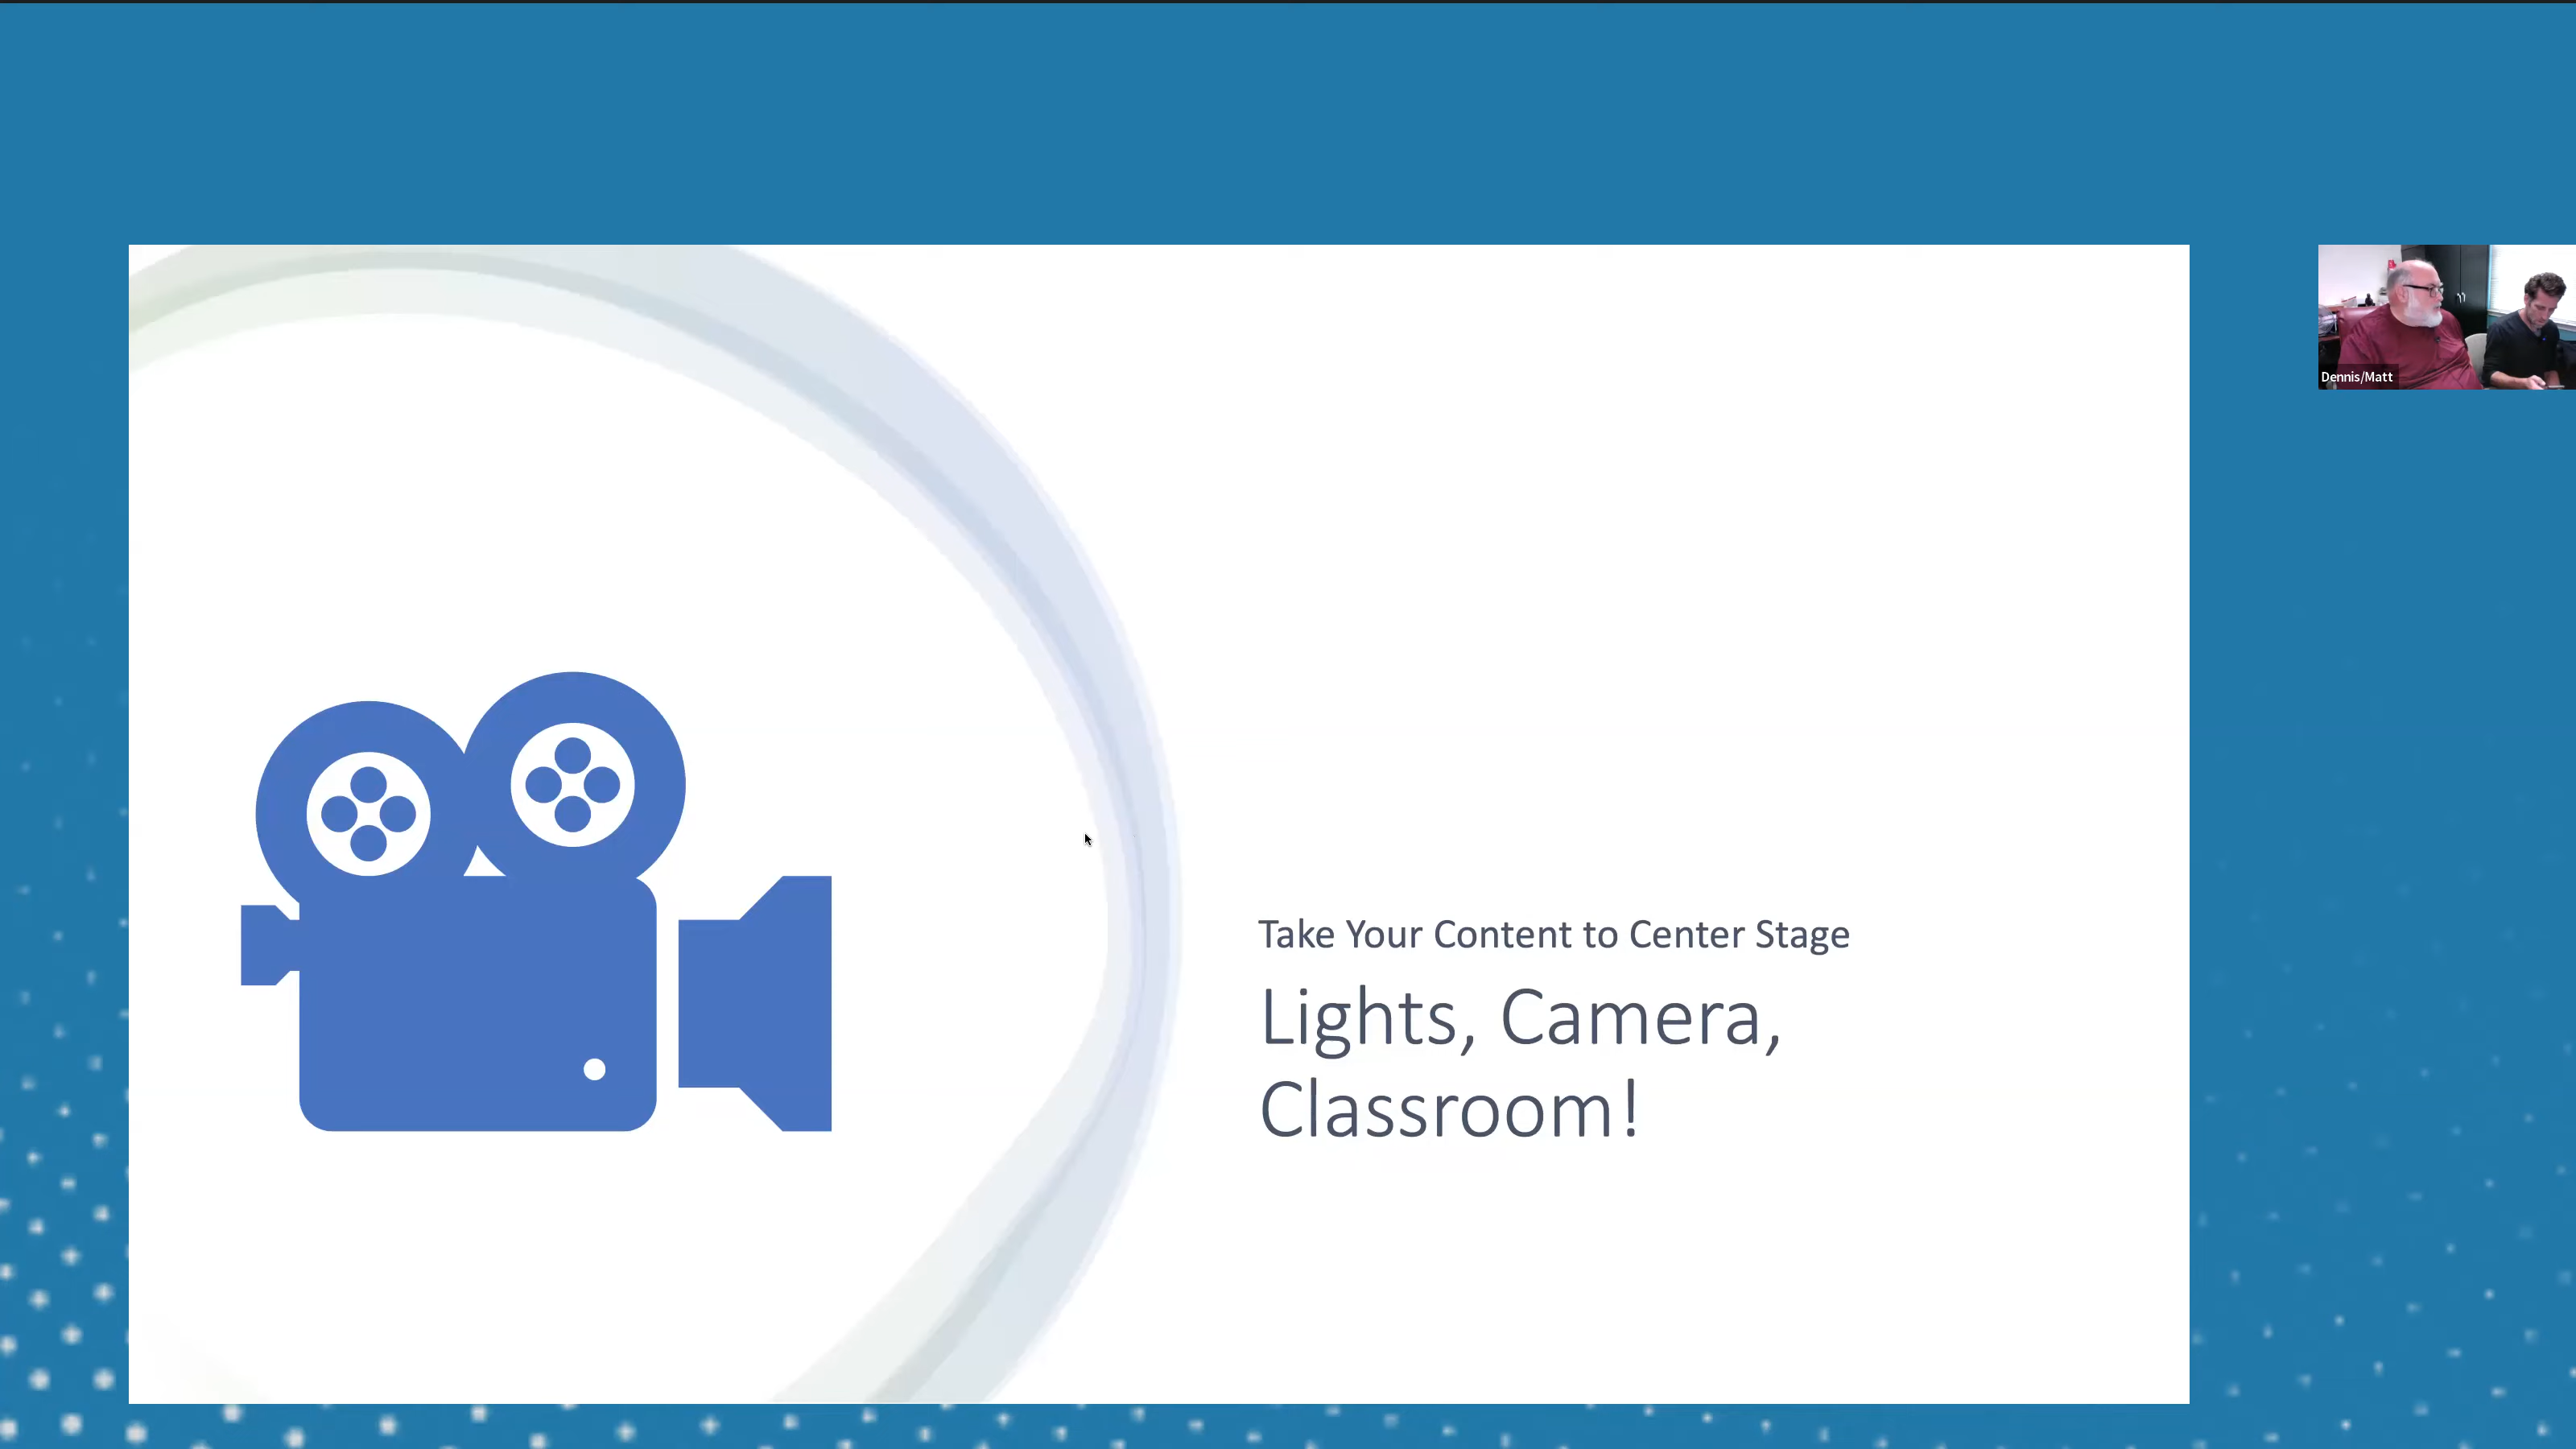 Take Your Content to Center Stage
Lights, Camera,
Classroom!
Dennis/Matt